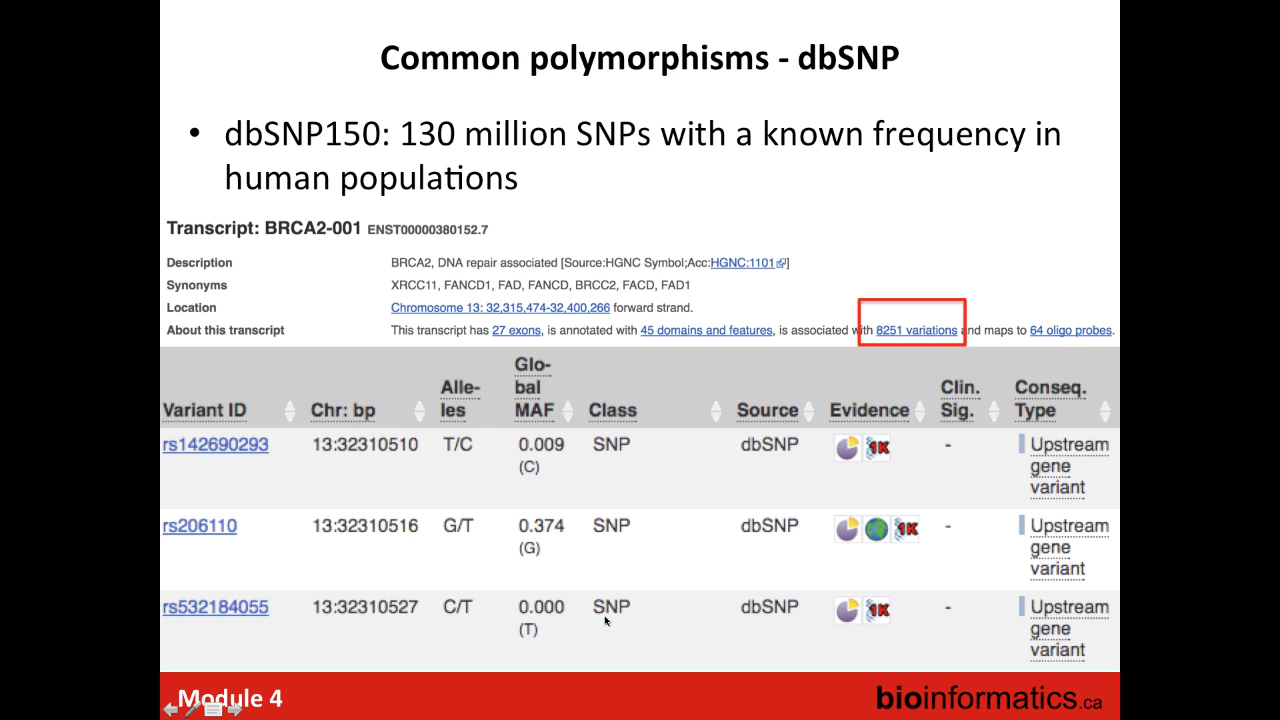 Common polymorphisms - dbSNP
• dbSNP150: 130 million SNPs with a known frequency in
human populations
Transcript: BRCA2-001 ENST00000380152.7
Description BRCA2, DNA repair associated [Source:HGNC Symbol;Acc:HGNC:1101]
Synonyms XRCC11, FANCD1, FAD, FANCD, BRCC2, FACD, FAD1
Location Chromosome 13: 32,315,474-32,400,266 forward strand.
About this transcript This transcript has 27 exons, is annotated with 45 domains and features, is associated with 8251 variations and maps to 64 oligo probes.
Glo-
Alle- bal Clin. Conseq.
Variant ID Chr: bp les MAF Class Source Evidence Sig. Type
rs142690293 13:32310510 T/C 0.009 SNP dbSNP 1K - Upstream
(C) gene
variant
rs206110 13:32310516 G/T 0.374 SNP dbSNP 1K - Upstream
(G) gene
variant
rs532184055 13:32310527 C/T 0.000 SNP dbSNP 1K - Upstream
(T) gene
variant
Module 4 bioinformatics.ca